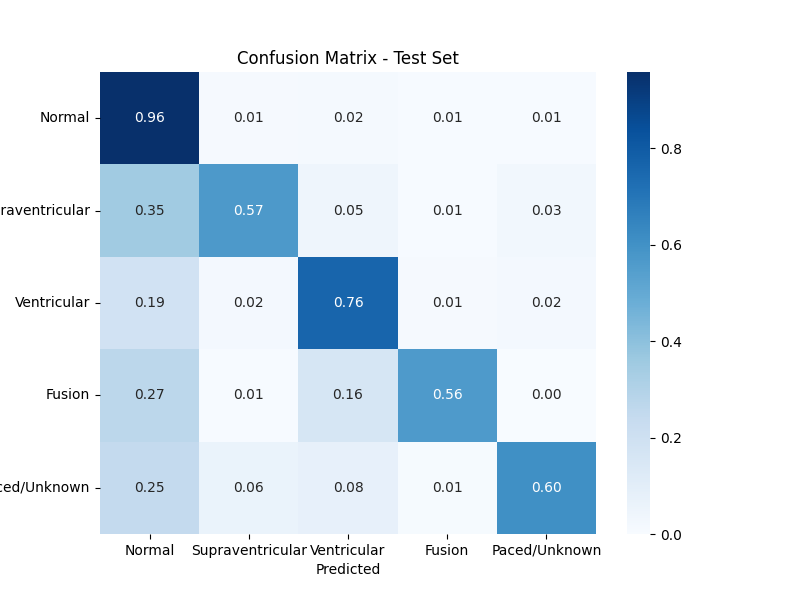 Confusion Matrix - Test Set
Normal 0.96 0.01 0.02 0.01 0.01
raventricular 0.35 0.57 0.05 0.01 0.03
Ventricular 0.19 0.02 0.76 0.01 0.02
Fusion 0.27 0.01 0.16 0.56 0.00
ced/Unknown 0.25 0.06 0.08 0.01 0.60
Normal Supraventricular Ventricular Fusion Paced/Unknown
Predicted
0.8
0.6
0.4
0.2
0.0